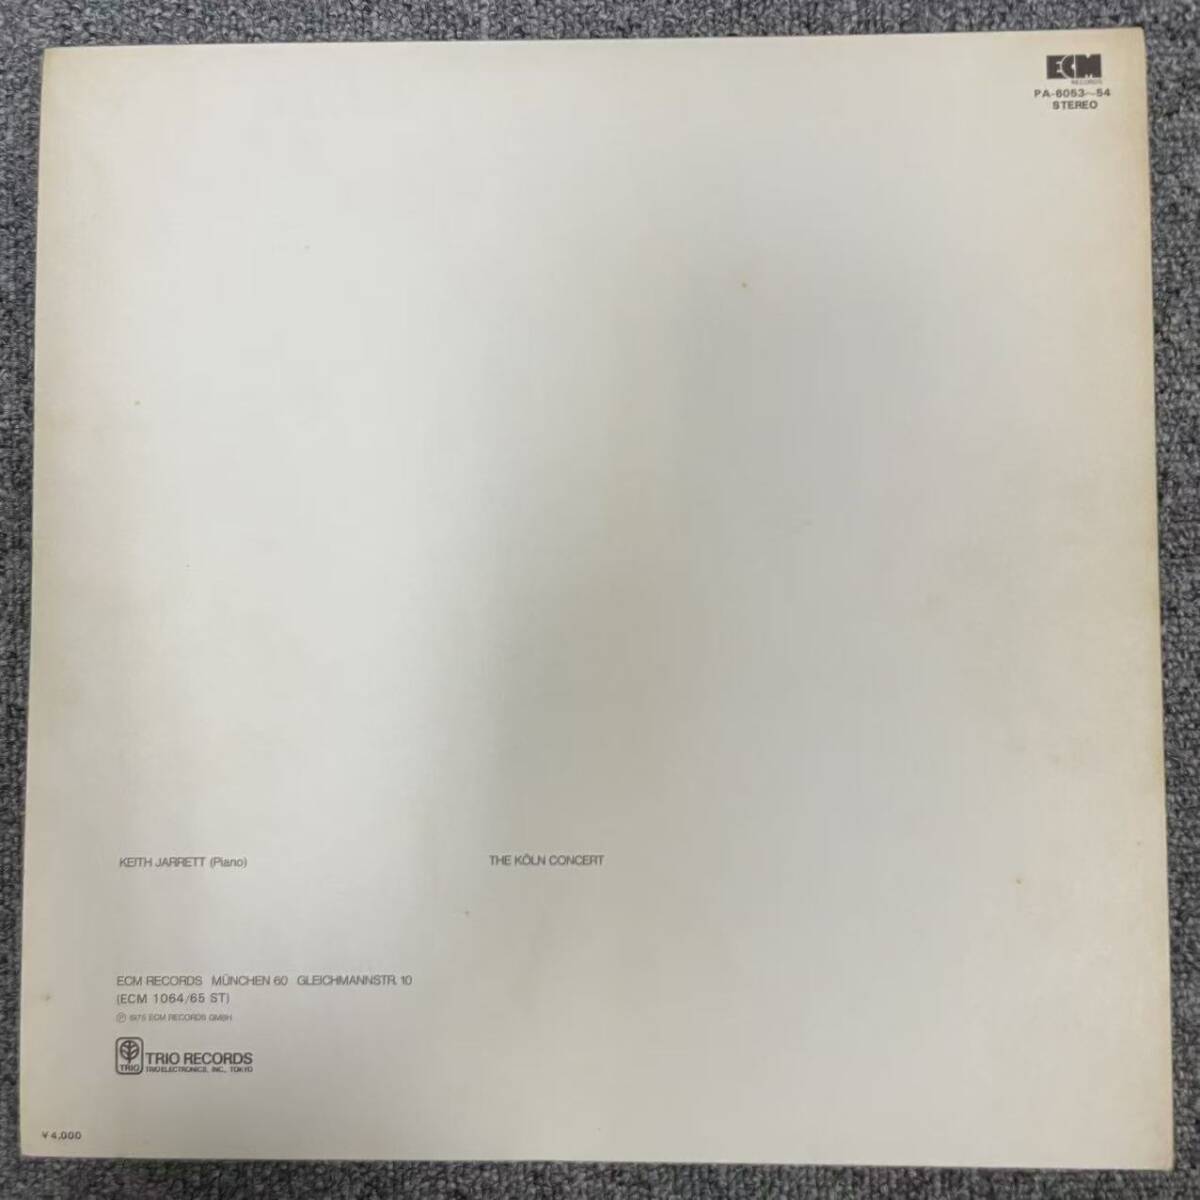 ECM
RECORDS
PA-6053~54
STEREO
KEITH JARRETT (Piano)
THE KÖLN CONCERT
ECM RECORDS MÜNCHEN 60 GLEICHMANNSTR. 10
(ECM 1064/65 ST)
Ⓟ 1975 ECM RECORDS GMBH
TRIO
TRIO RECORDS
TRIO ELECTRONICS, INC., TOKYO
¥4,000